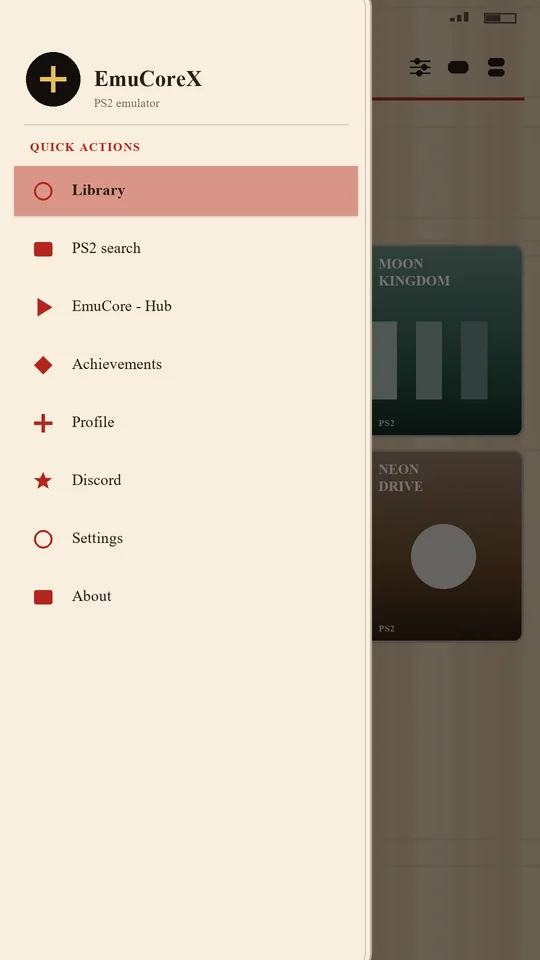 EmuCoreX
PS2 emulator
QUICK ACTIONS
Library
PS2 search
EmuCore - Hub
Achievements
Profile
Discord
Settings
About
MOON
KINGDOM
PS2
NEON
DRIVE
PS2